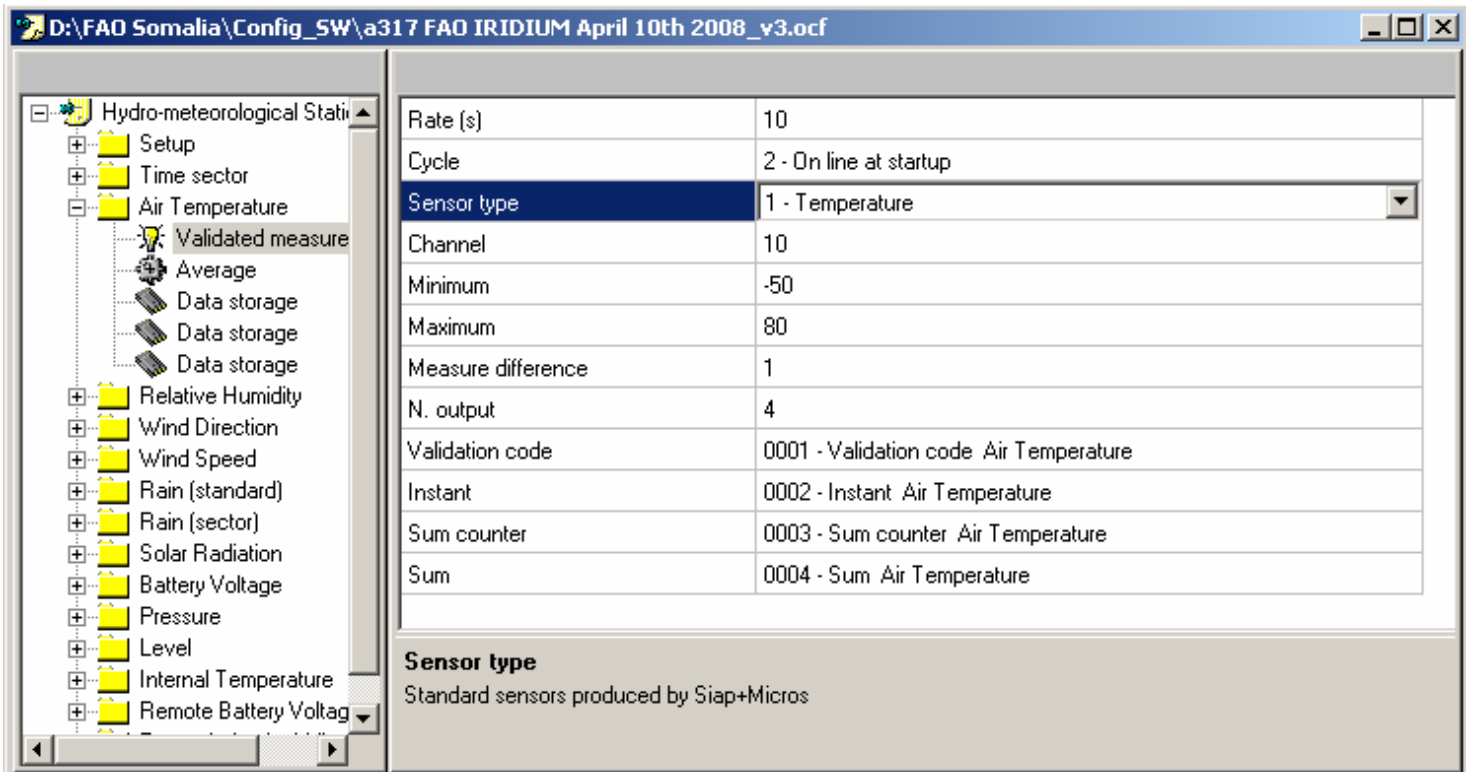 D:\FAO Somalia\Config_SW\a317 FAO IRIDIUM April 10th 2008_v3.ocf
Hydro-meteorological Stati
Setup
Time sector
Air Temperature
Validated measure
Average
Data storage
Data storage
Data storage
Relative Humidity
Wind Direction
Wind Speed
Rain (standard)
Rain (sector)
Solar Radiation
Battery Voltage
Pressure
Level
Internal Temperature
Remote Battery Voltag
Rate (s) 10
Cycle 2 - On line at startup
Sensor type 1 - Temperature
Channel 10
Minimum -50
Maximum 80
Measure difference 1
N. output 4
Validation code 0001 - Validation code Air Temperature
Instant 0002 - Instant Air Temperature
Sum counter 0003 - Sum counter Air Temperature
Sum 0004 - Sum Air Temperature
Sensor type
Standard sensors produced by Siap+Micros